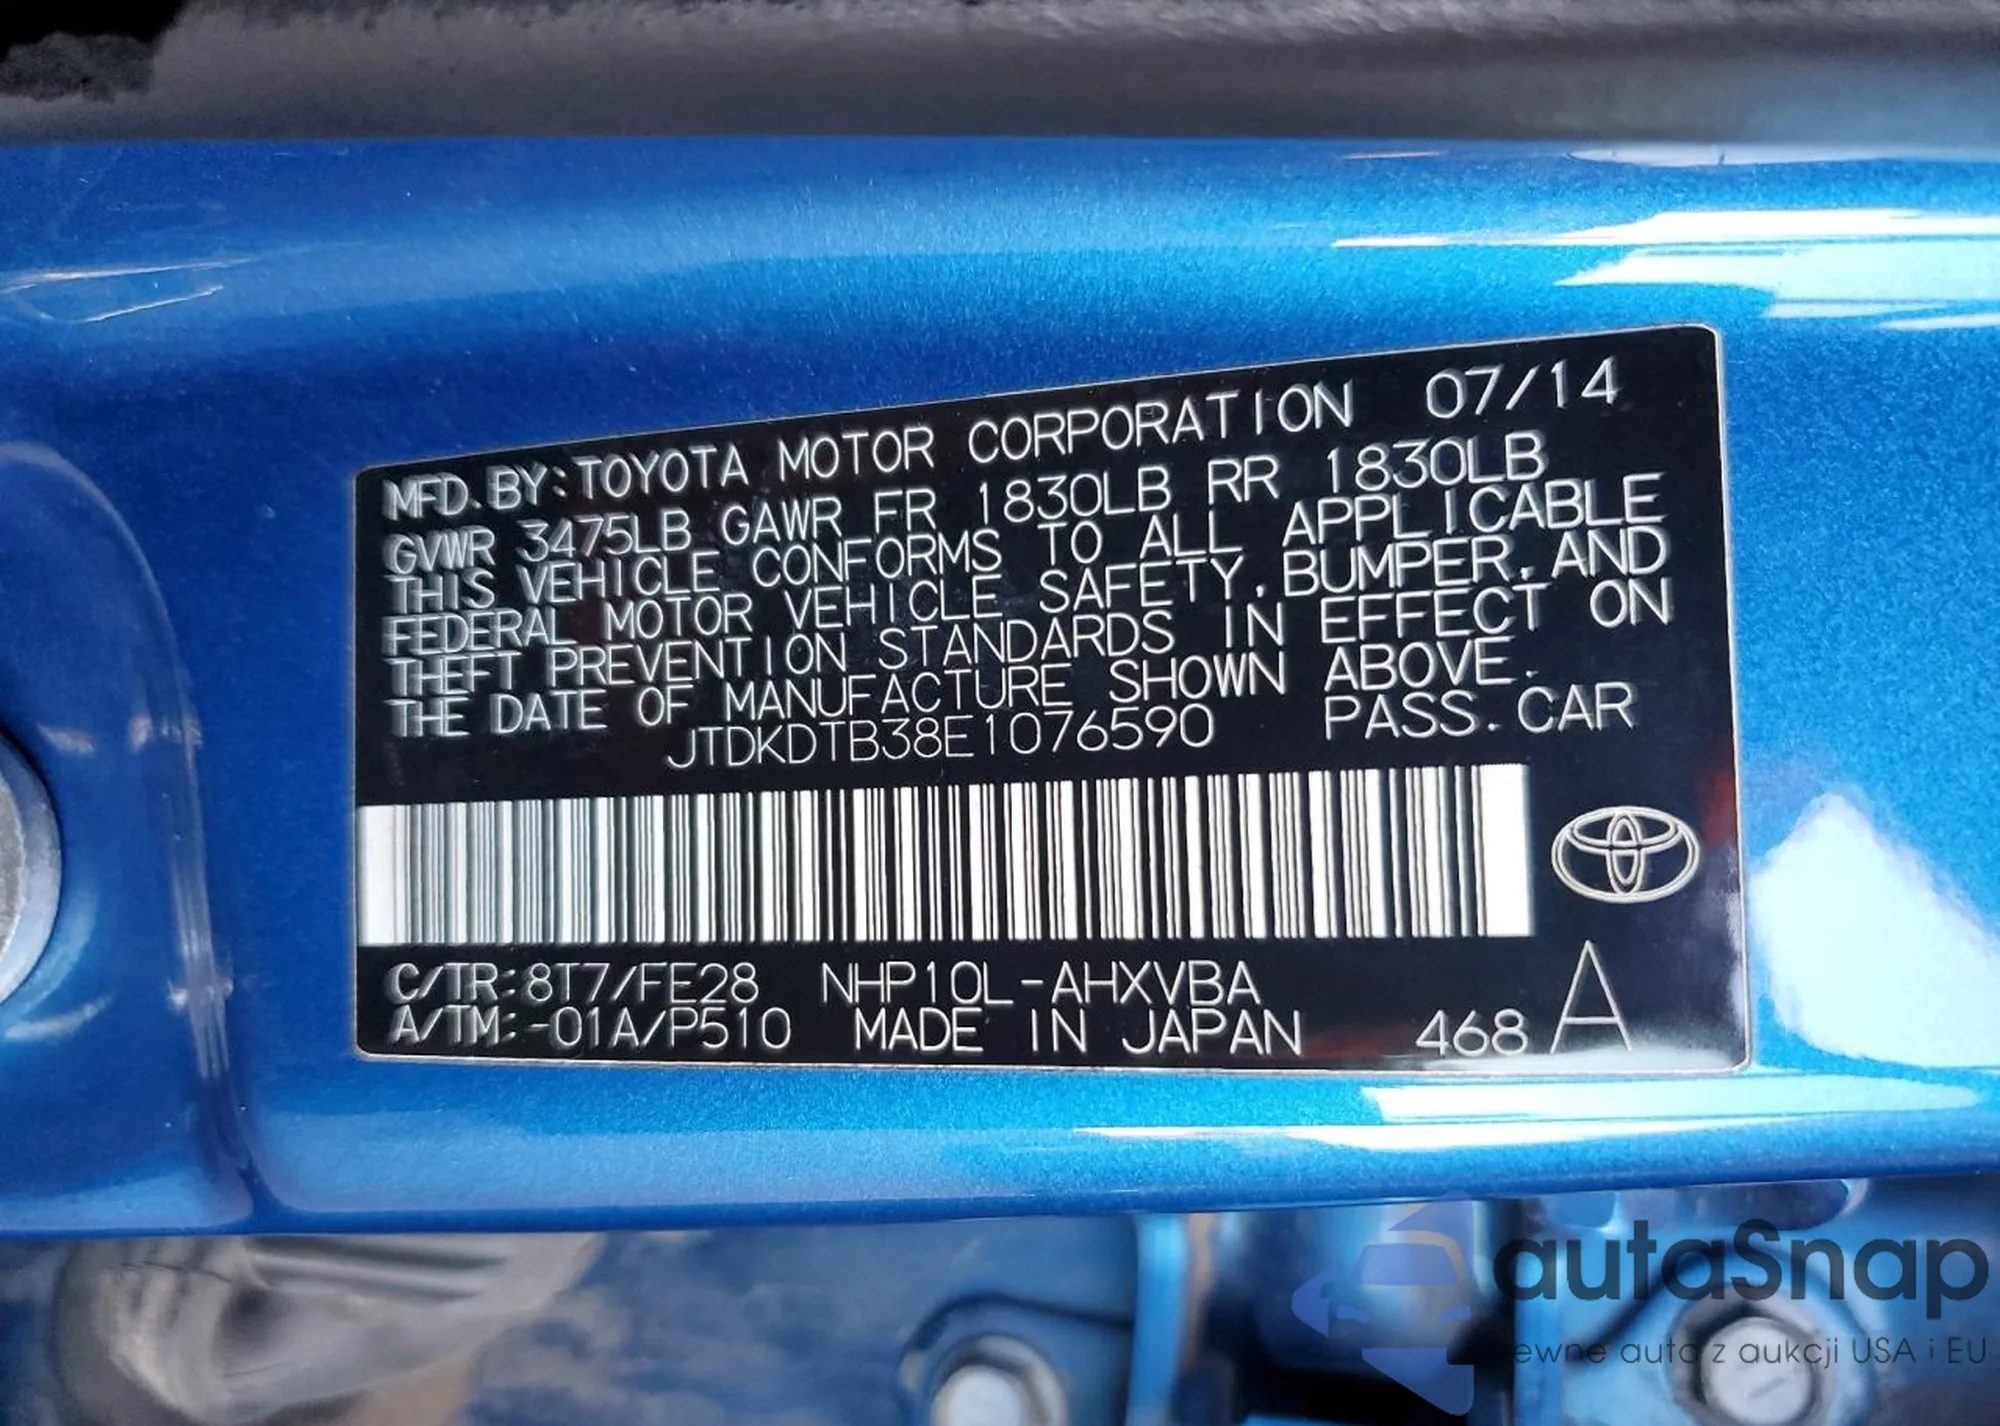 MFD. BY: TOYOTA MOTOR CORPORATION 07/14
GVWR 3475LB GAWR FR 1830LB RR 1830LB
THIS VEHICLE CONFORMS TO ALL APPLICABLE
FEDERAL MOTOR VEHICLE SAFETY, BUMPER, AND
THEFT PREVENTION STANDARDS IN EFFECT ON
THE DATE OF MANUFACTURE SHOWN ABOVE.
JTDKDTB38E1076590 PASS. CAR
C/TR: 8T7/FE28 NHP10L-AHXVBA
A/TM: -01A/P510 MADE IN JAPAN 468 A
autaSnap
ewne auta z aukcji USA i EU